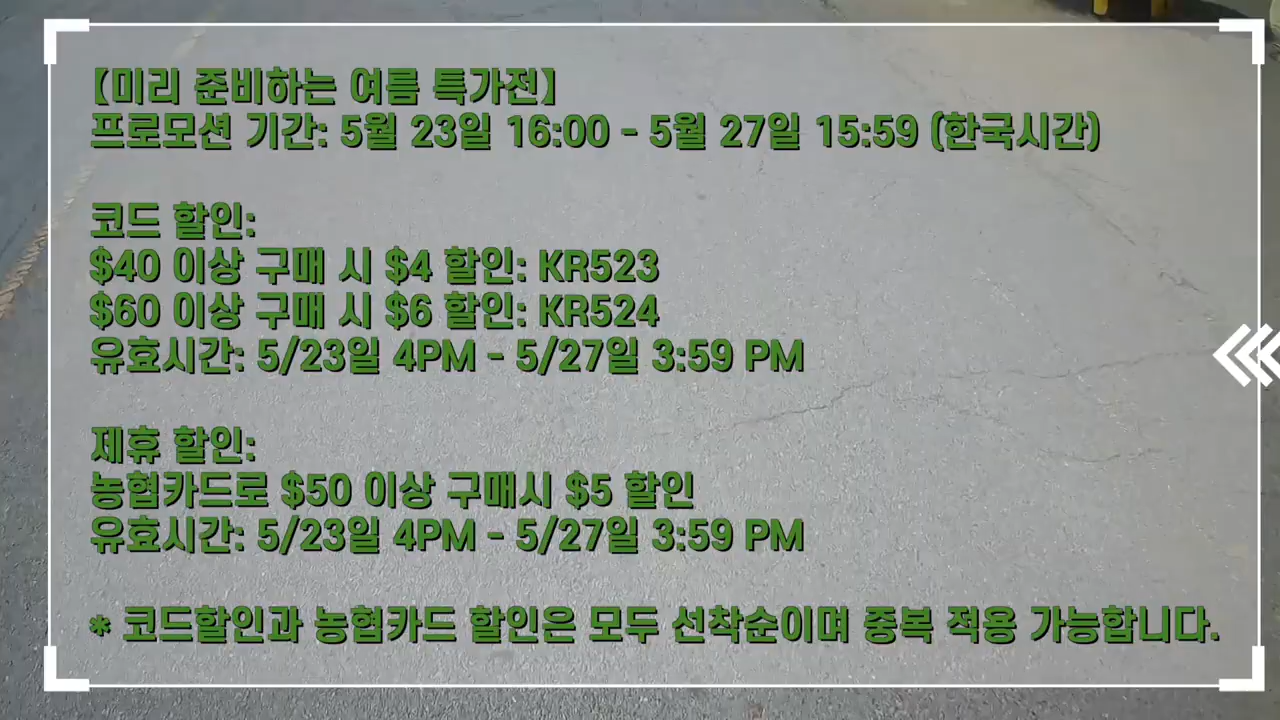 【미리 준비하는 여름 특가전】
프로모션 기간: 5월 23일 16:00 - 5월 27일 15:59 (한국시간)
코드 할인:
$40 이상 구매 시 $4 할인: KR523
$60 이상 구매 시 $6 할인: KR524
유효시간: 5/23일 4PM - 5/27일 3:59 PM
제휴 할인:
농협카드로 $50 이상 구매시 $5 할인
유효시간: 5/23일 4PM - 5/27일 3:59 PM
* 코드할인과 농협카드 할인은 모두 선착순이며 중복 적용 가능합니다.